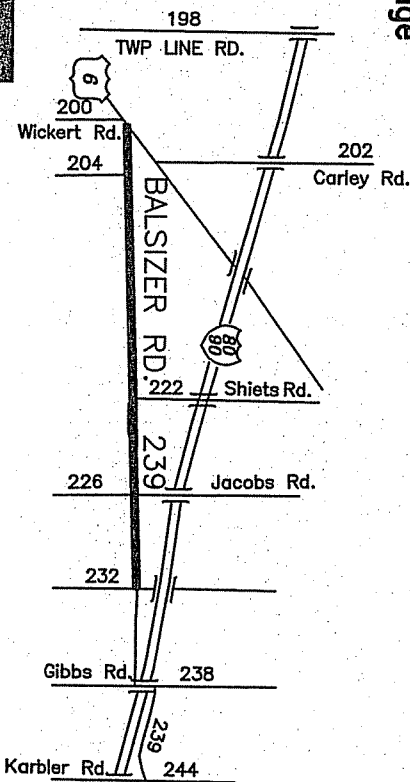 198
TWP LINE RD.
6
200
Wickert Rd.
202
204
Carley Rd.
BALSIZER RD. 239
80
90
222 Shiets Rd.
226 Jacobs Rd.
232
Gibbs Rd. 238
239
Karbler Rd. 244